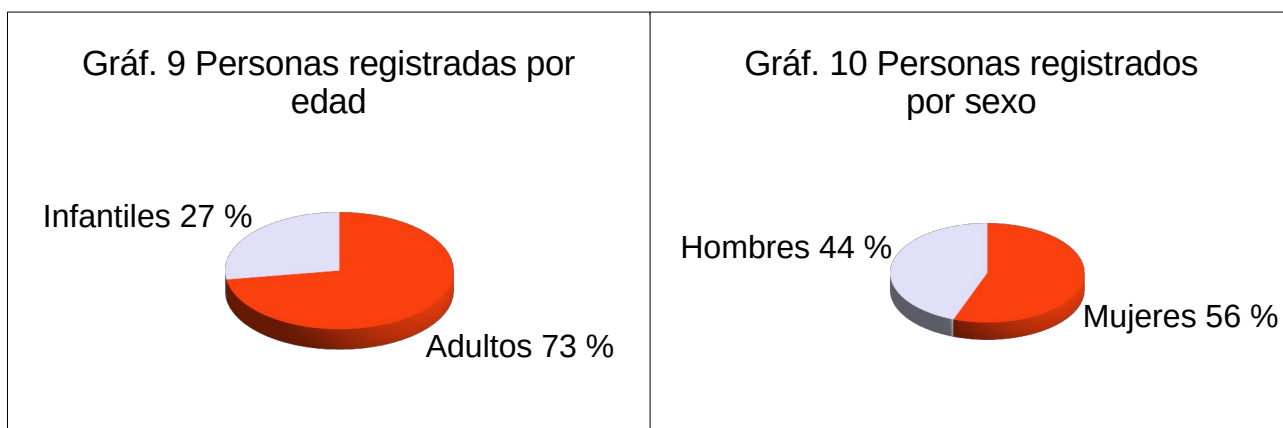 Gráf. 9 Personas registradas por
edad
Infantiles 27 %
Adultos 73 %
Gráf. 10 Personas registrados
por sexo
Hombres 44 %
Mujeres 56 %